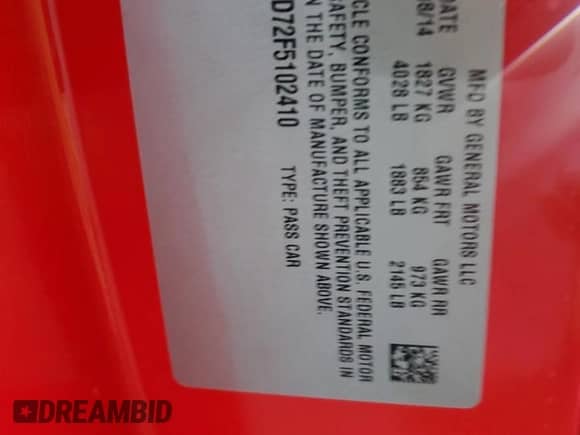 MFD BY GENERAL MOTORS LLC
DATE GVWR GAWR FRT GAWR RR
08/14 1827 KG 854 KG 973 KG
4028 LB 1883 LB 2145 LB
CLE CONFORMS TO ALL APPLICABLE U.S. FEDERAL MOTOR
SAFETY, BUMPER, AND THEFT PREVENTION STANDARDS IN
ON THE DATE OF MANUFACTURE SHOWN ABOVE.
D72F5102410 TYPE: PASS CAR
DREAMBID